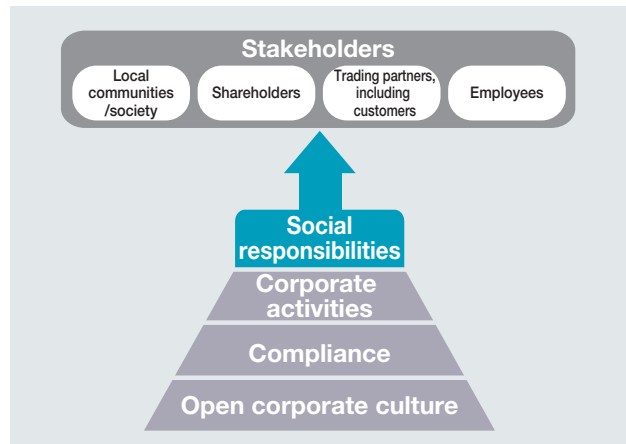 Stakeholders
Local
communities
/society
Shareholders
Trading partners,
including
customers
Employees
Social
responsibilities
Corporate
activities
Compliance
Open corporate culture